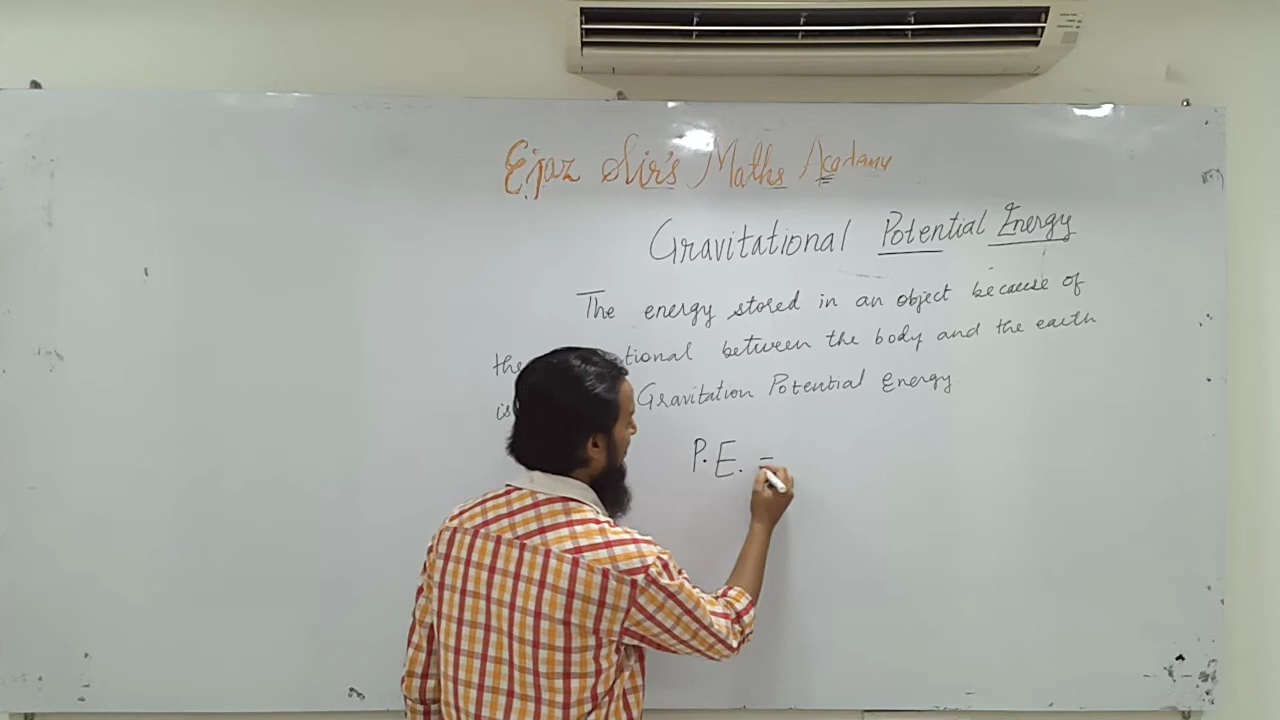 Ejaz Sir's Maths Academy
Gravitational Potential Energy
The energy stored in an object because of
the tional between the body and the earth
is Gravitation Potential Energy
P.E. =